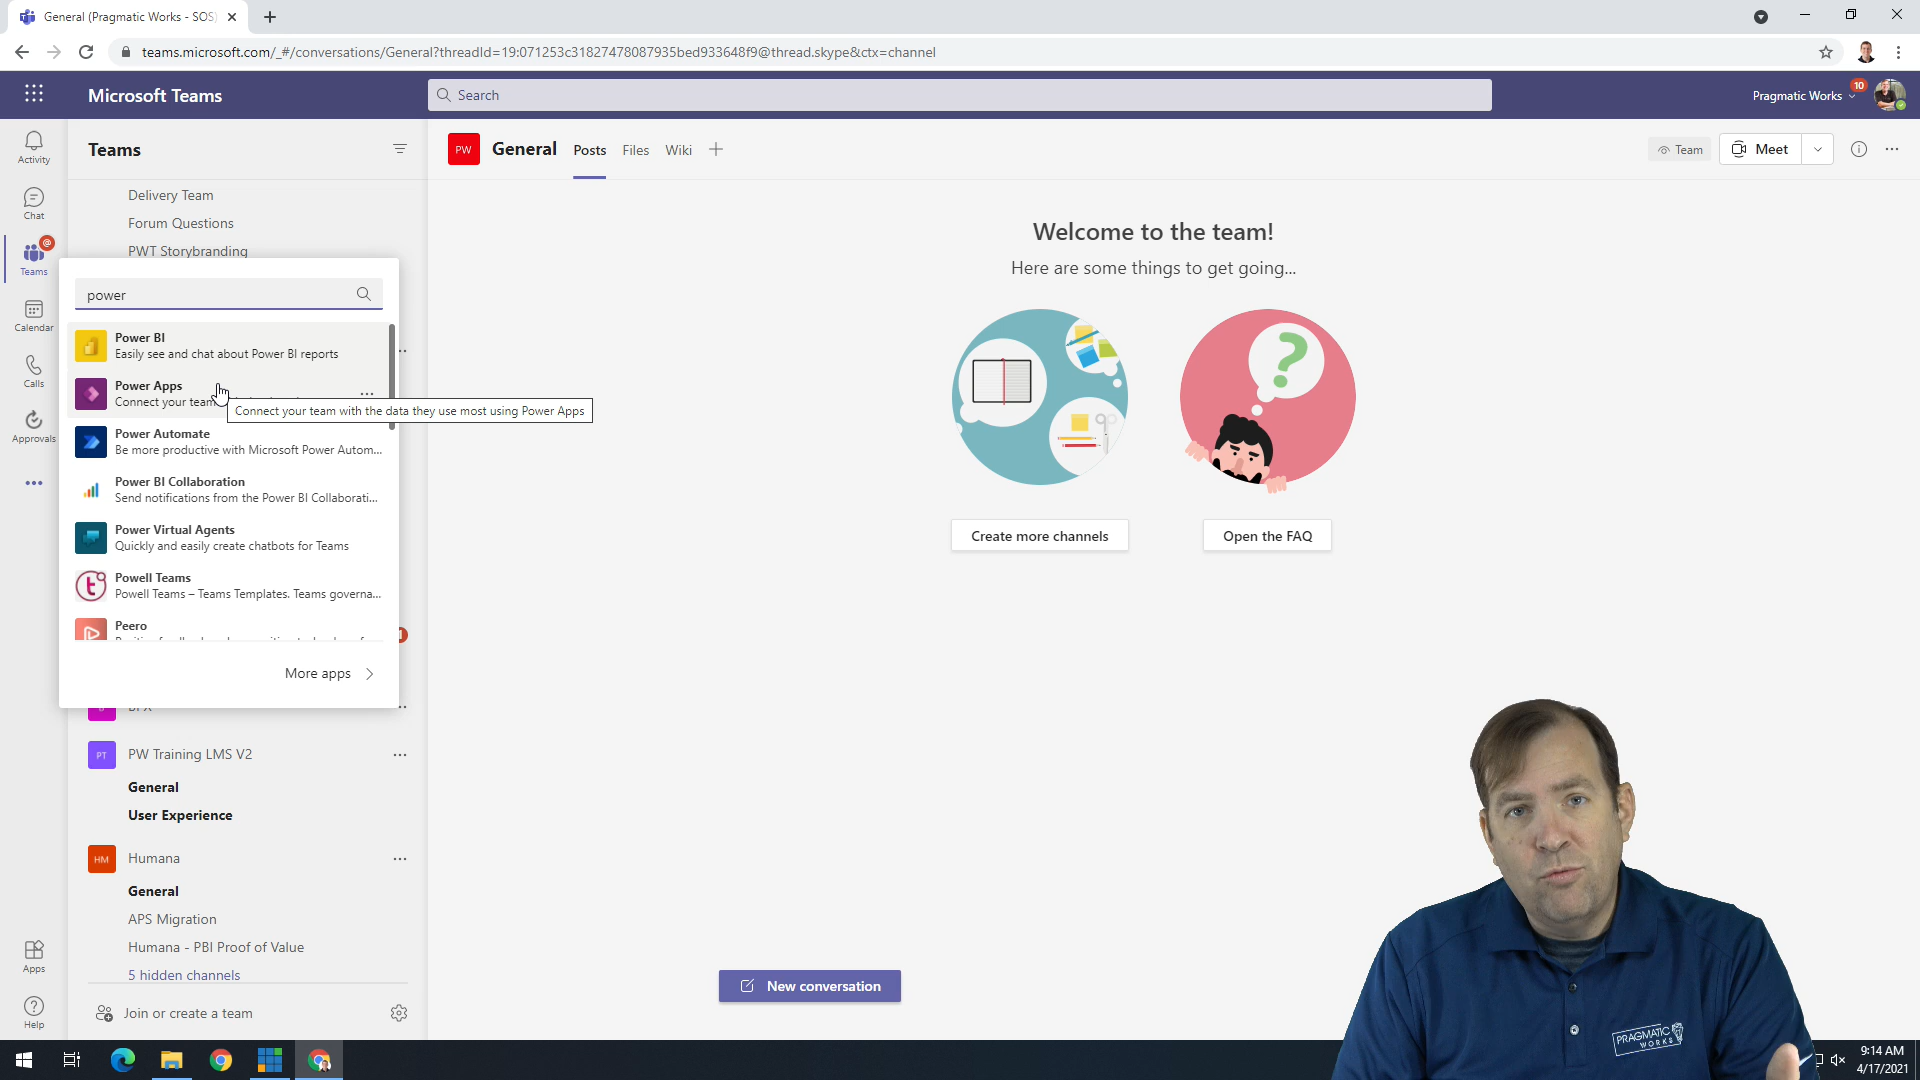 General (Pragmatic Works - SOS)
teams.microsoft.com/_#/conversations/General?threadId=19:071253c31827478087935bed933648f9@thread.skype&ctx=channel
Microsoft Teams
Search
Pragmatic Works
10
Activity
Chat
Teams
Calendar
Calls
Approvals
Apps
Help
Teams
Delivery Team
Forum Questions
PWT Storybranding
power
Power BI
Easily see and chat about Power BI reports
Power Apps
Connect your team
Connect your team with the data they use most using Power Apps
Power Automate
Be more productive with Microsoft Power Autom...
Power BI Collaboration
Send notifications from the Power BI Collaborati...
Power Virtual Agents
Quickly and easily create chatbots for Teams
Powell Teams
Powell Teams – Teams Templates. Teams governa...
Peero
More apps
PT
PW Training LMS V2
General
User Experience
HM
Humana
General
APS Migration
Humana - PBI Proof of Value
5 hidden channels
Join or create a team
PW
General
Posts
Files
Wiki
Team
Meet
Welcome to the team!
Here are some things to get going...
Create more channels
Open the FAQ
New conversation
PRAGMATIC
WORKS
9:14 AM
4/17/2021